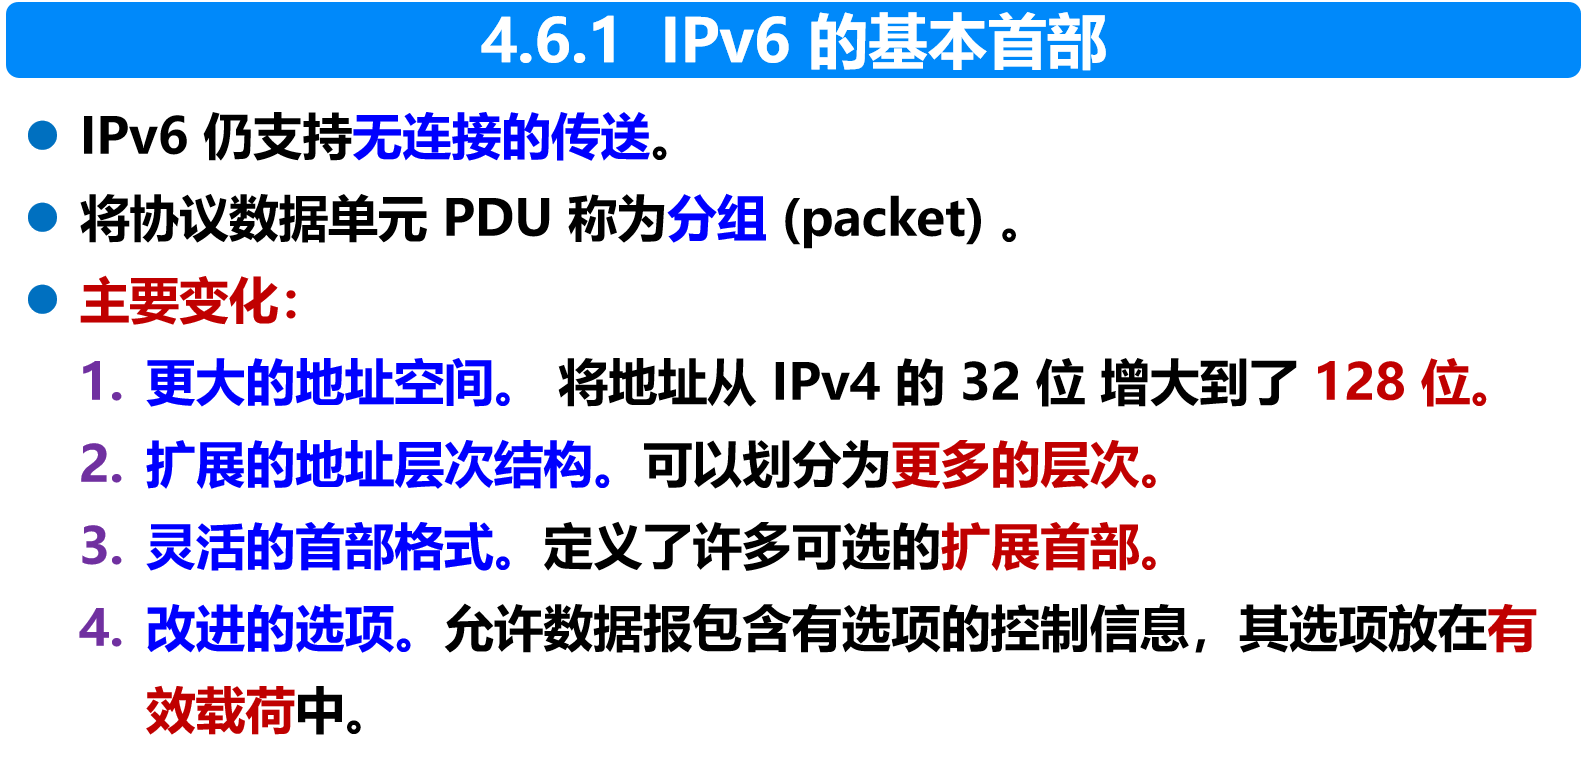 4.6.1 IPv6 的基本首部
IPv6 仍支持无连接的传送。
将协议数据单元 PDU 称为分组 (packet) 。
主要变化：
1. 更大的地址空间。 将地址从 IPv4 的 32 位 增大到了 128 位。
2. 扩展的地址层次结构。可以划分为更多的层次。
3. 灵活的首部格式。定义了许多可选的扩展首部。
4. 改进的选项。允许数据报包含有选项的控制信息，其选项放在有
效载荷中。